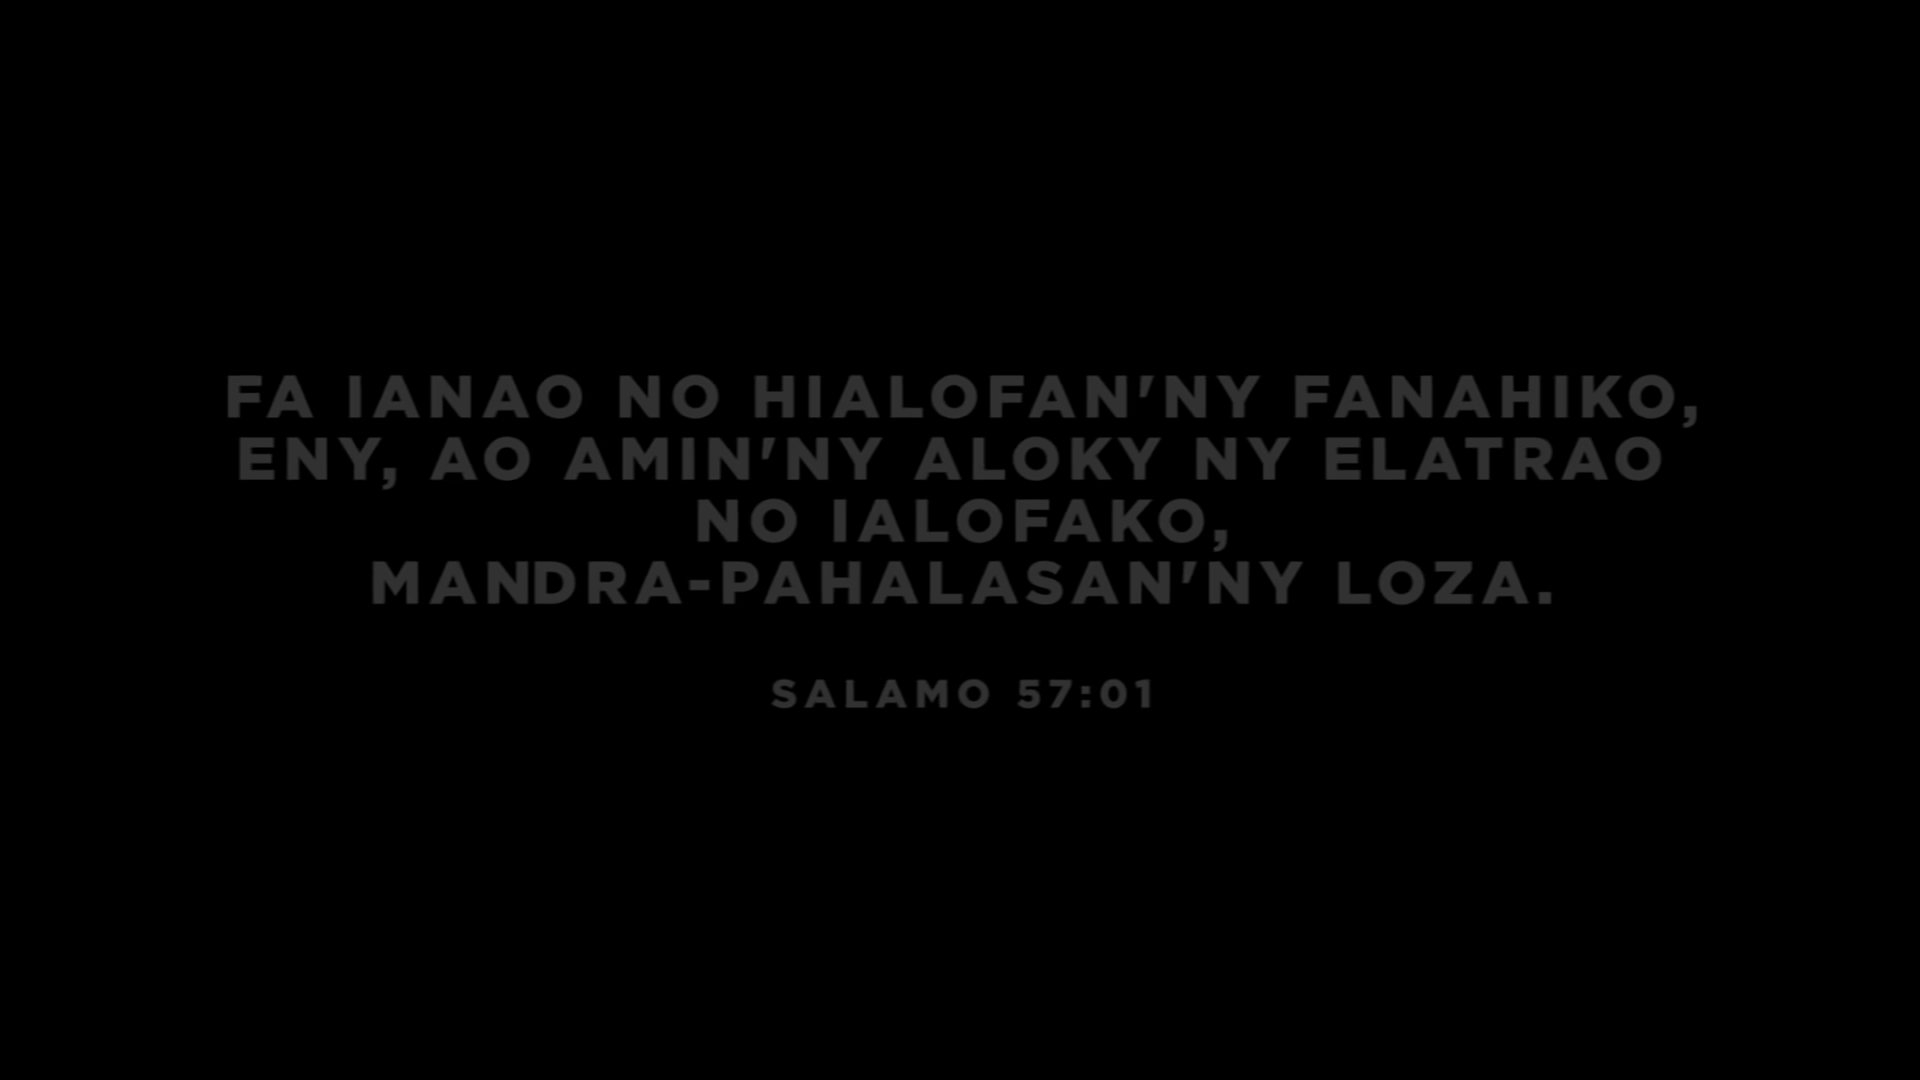 FA IANAO NO HIALOFAN'NY FANAHIKO,
ENY, AO AMIN'NY ALOKY NY ELATRAO
NO IALOFAKO,
MANDRA-PAHALASAN'NY LOZA.
SALAMO 57:01